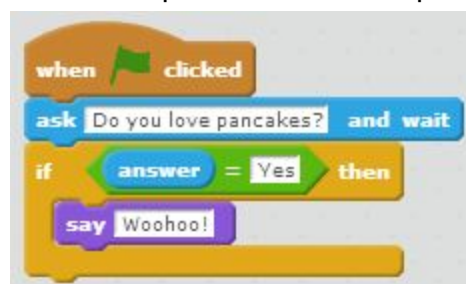 when clicked
ask Do you love pancakes? and wait
if answer = Yes then
say Woohoo!